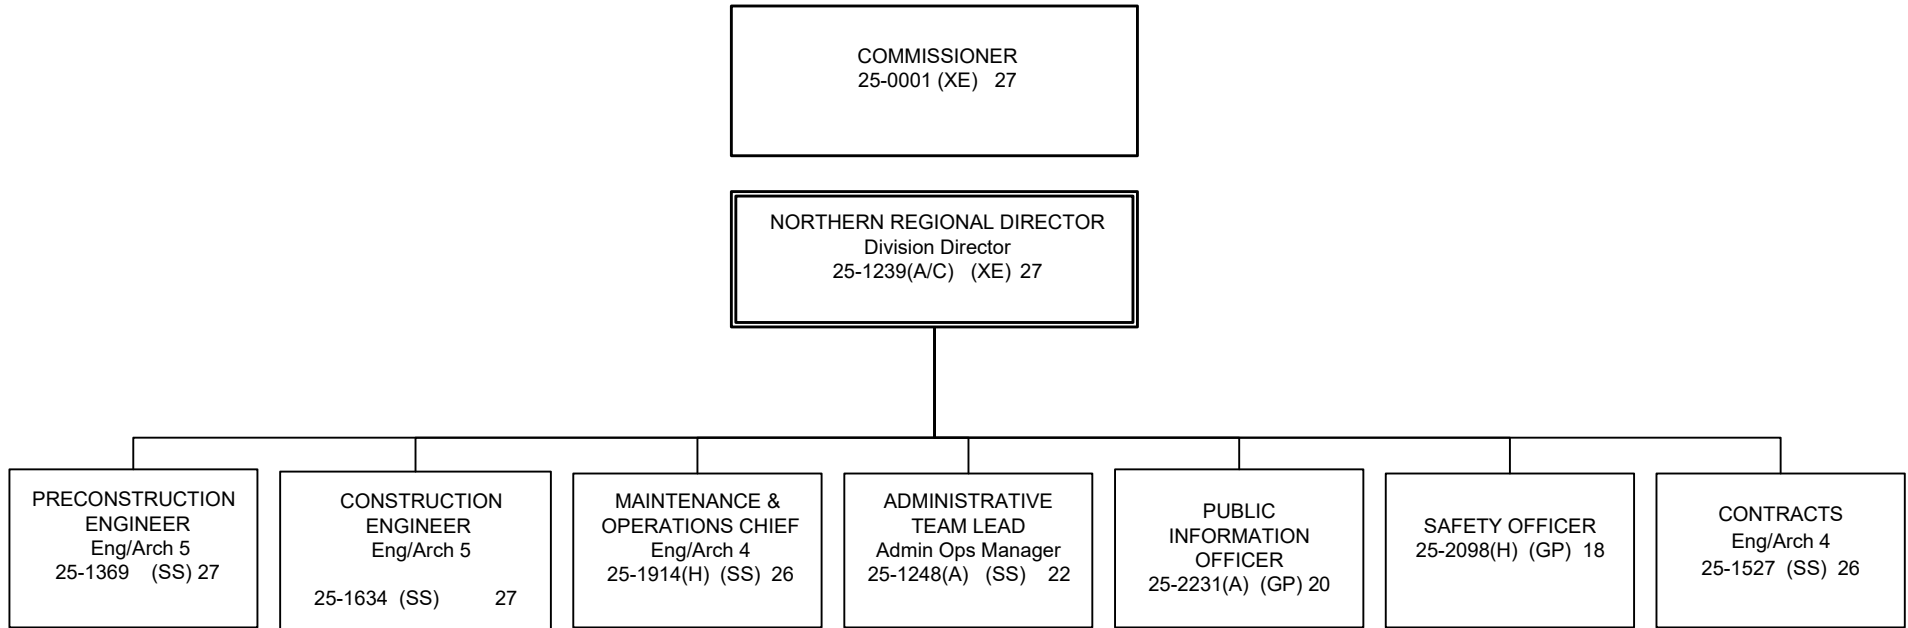 COMMISSIONER
25-0001 (XE) 27
NORTHERN REGIONAL DIRECTOR
Division Director
25-1239(A/C) (XE) 27
PRECONSTRUCTION
ENGINEER
Eng/Arch 5
25-1369 (SS) 27
CONSTRUCTION
ENGINEER
Eng/Arch 5
25-1634 (SS) 27
MAINTENANCE &
OPERATIONS CHIEF
Eng/Arch 4
25-1914(H) (SS) 26
ADMINISTRATIVE
TEAM LEAD
Admin Ops Manager
25-1248(A) (SS) 22
PUBLIC
INFORMATION
OFFICER
25-2231(A) (GP) 20
SAFETY OFFICER
25-2098(H) (GP) 18
CONTRACTS
Eng/Arch 4
25-1527 (SS) 26